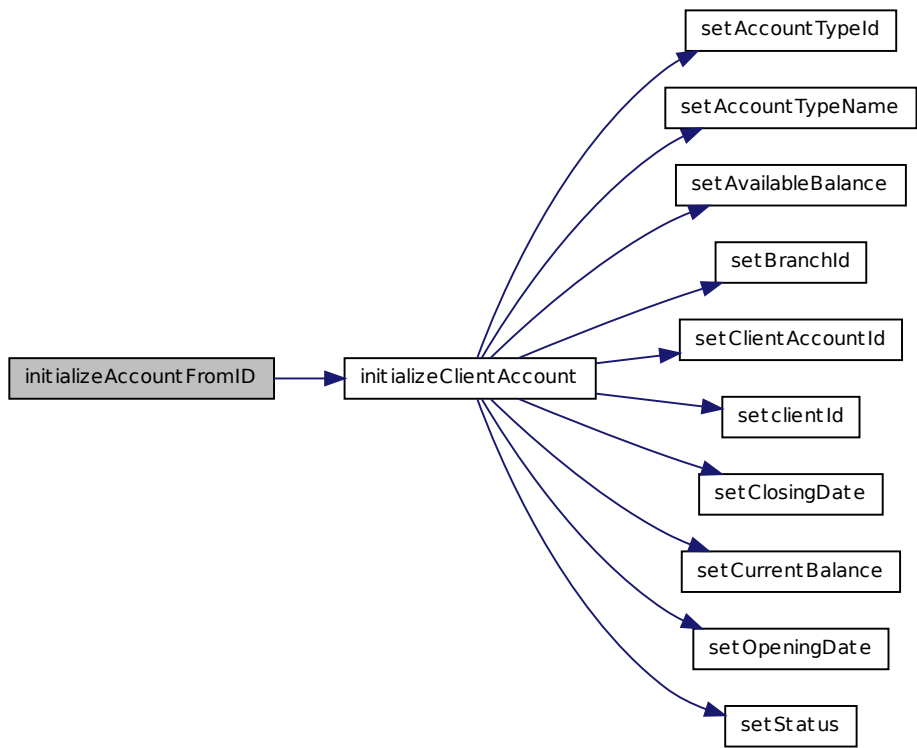 initializeAccountFromID
initializeClientAccount
setAccountTypeId
setAccountTypeName
setAvailableBalance
setBranchId
setClientAccountId
setclientId
setClosingDate
setCurrentBalance
setOpeningDate
setStatus